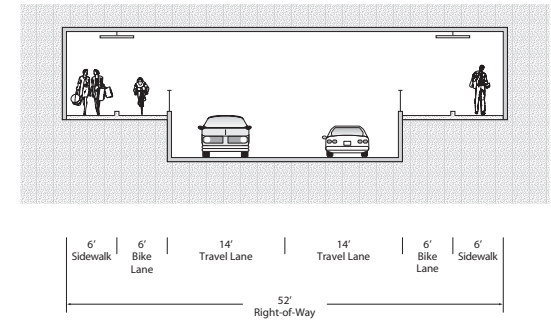 6’
Sidewalk
6’
Bike
Lane
14’
Travel Lane
14’
Travel Lane
6’
Bike
Lane
6’
Sidewalk
52’
Right-of-Way